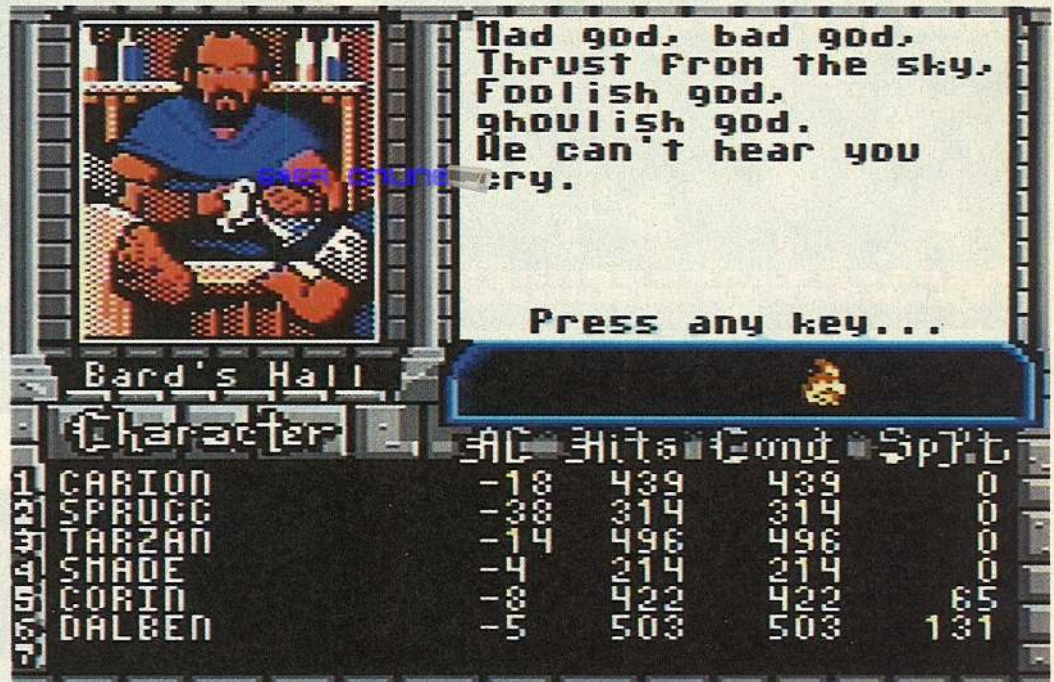 Mad god, bad god,
Thrust from the sky,
Foolish god,
ghoulish god.
We can't hear you
cry.
ONLINE
Press any key...
Bard's Hall
Character AC Hits Cond SpPt
1 CARION -18 439 439 0
2 SPRUGG -38 314 314 0
3 TARZAN -14 496 496 0
4 SHADE -4 214 214 0
5 CORIN -8 422 422 65
6 DALBEN -5 503 503 131
7